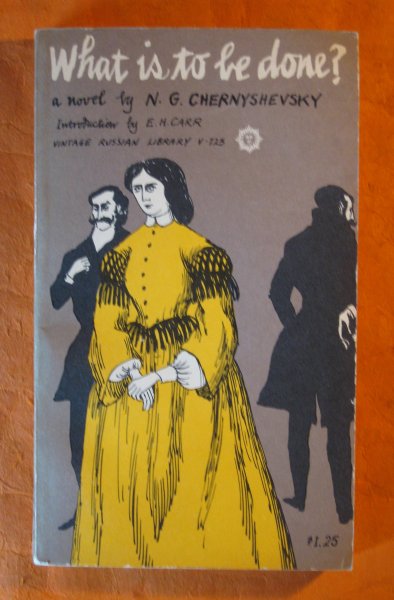 What is to be done?
a novel by N. G. CHERNYSHEVSKY
Introduction by E. H. CARR
VINTAGE RUSSIAN LIBRARY V-723
$1.25